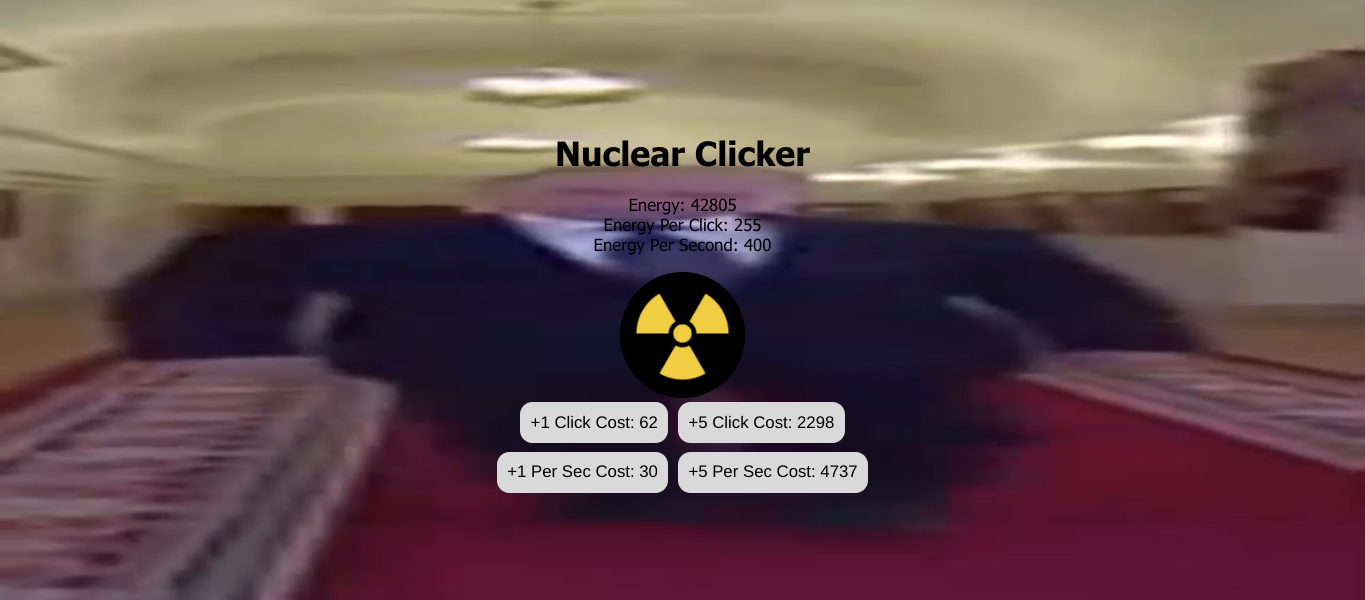 Nuclear Clicker
Energy: 42805
Energy Per Click: 255
Energy Per Second: 400
+1 Click Cost: 62
+5 Click Cost: 2298
+1 Per Sec Cost: 30
+5 Per Sec Cost: 4737